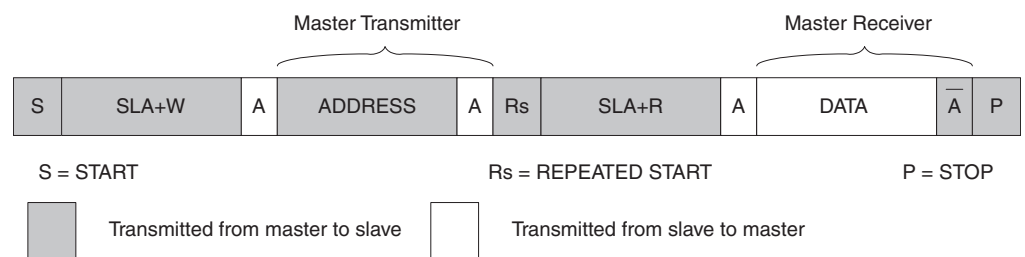 Master Transmitter Master Receiver
S SLA+W A ADDRESS A Rs SLA+R A DATA A̅ P
S = START Rs = REPEATED START P = STOP
Transmitted from master to slave Transmitted from slave to master